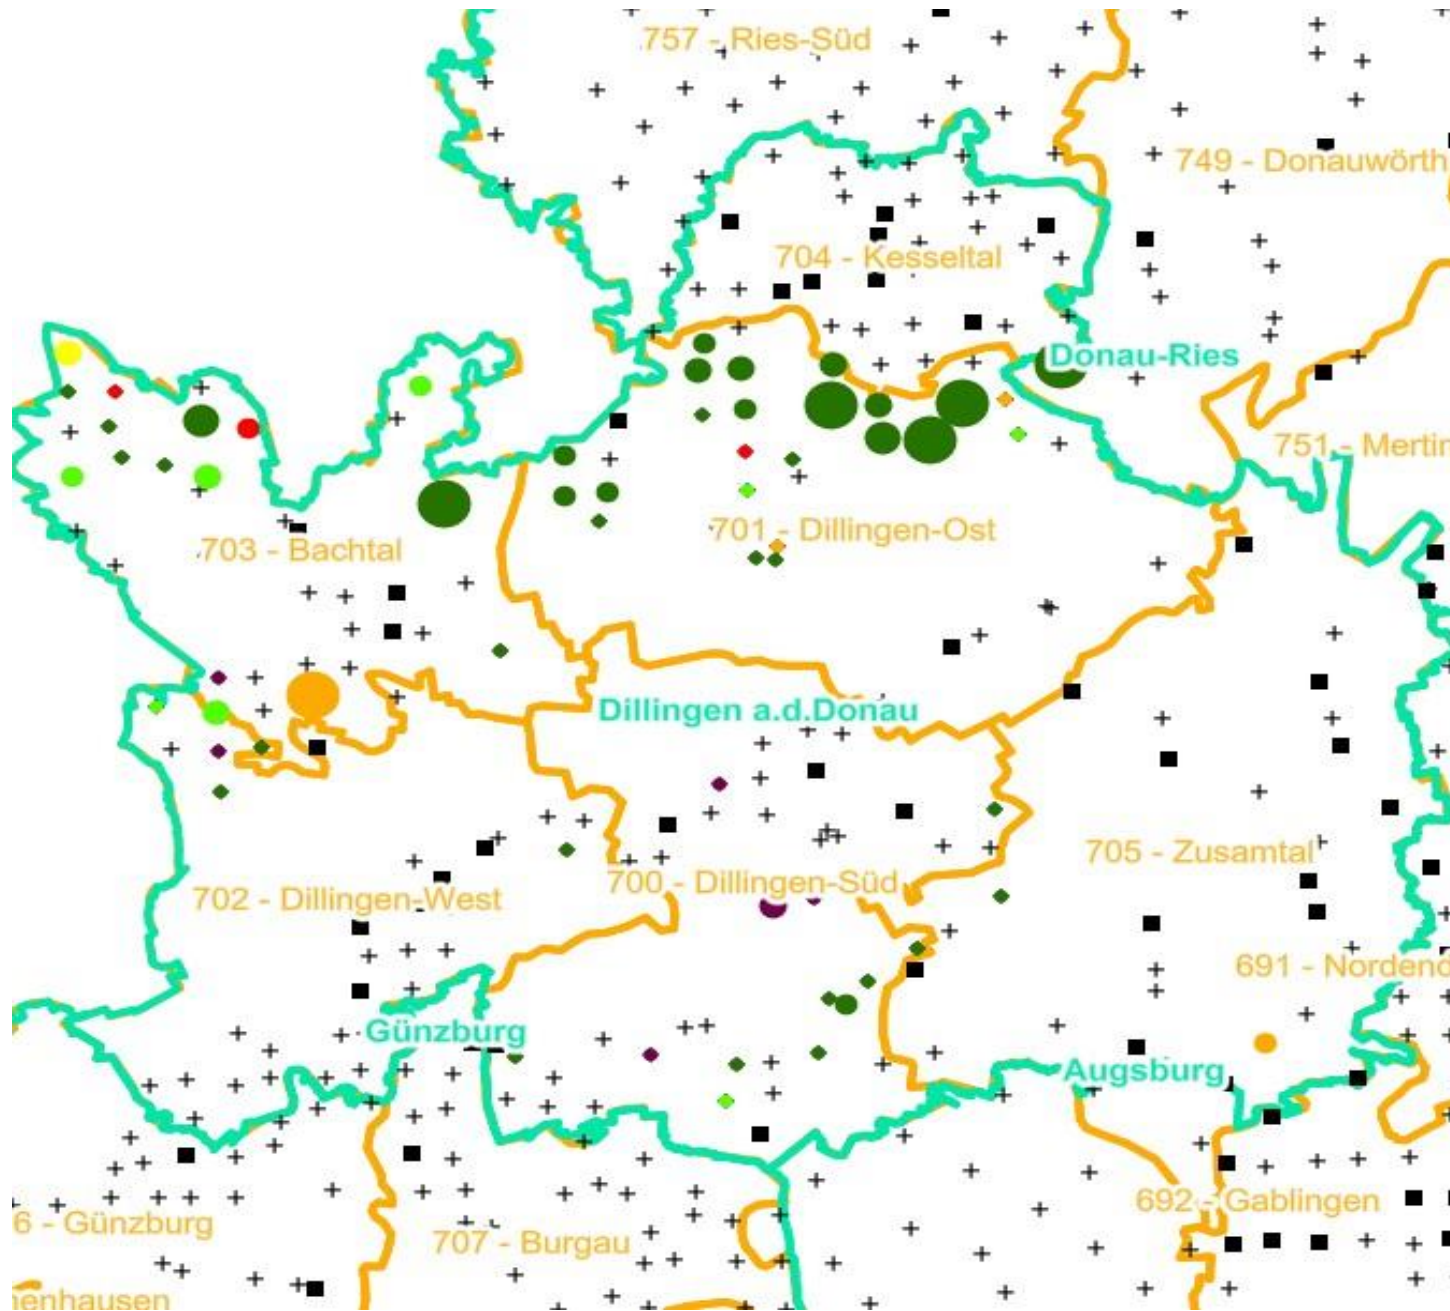 757 - Ries-Süd
749 - Donauwörth
704 - Kesseltal
Donau-Ries
751 - Mertin
701 - Dillingen-Ost
703 - Bachtal
Dillingen a.d.Donau
705 - Zusamtal
700 - Dillingen-Süd
702 - Dillingen-West
691 - Nordend
Günzburg
Augsburg
692 - Gablingen
6 - Günzburg
707 - Burgau
enhausen